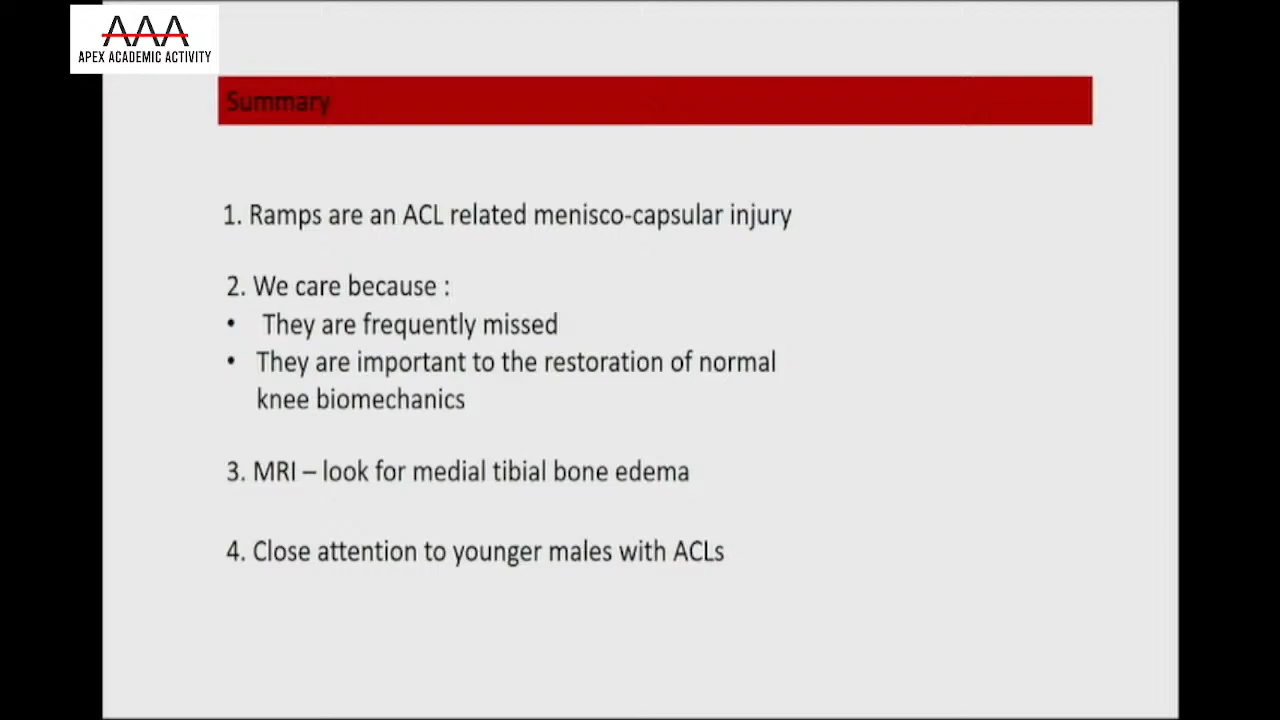 AAA
APEX ACADEMIC ACTIVITY
Summary
1. Ramps are an ACL related menisco-capsular injury
2. We care because :
• They are frequently missed
• They are important to the restoration of normal
knee biomechanics
3. MRI – look for medial tibial bone edema
4. Close attention to younger males with ACLs